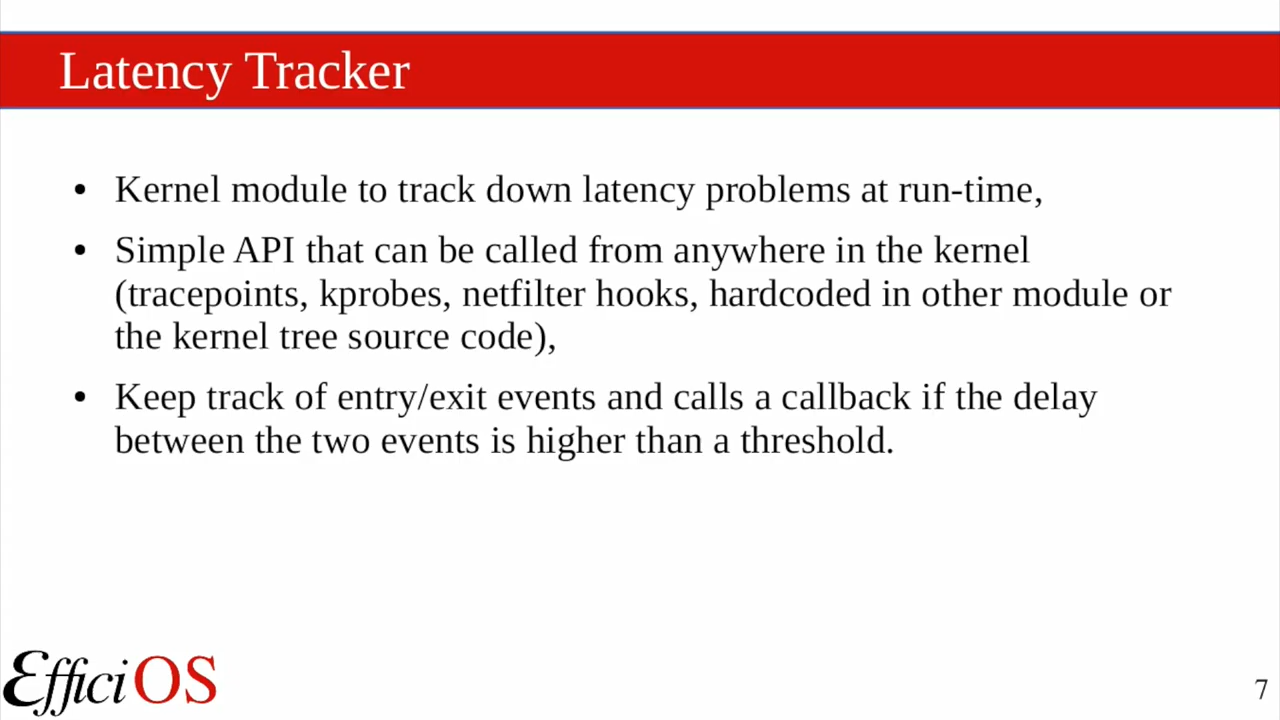 Latency Tracker
• Kernel module to track down latency problems at run-time,
• Simple API that can be called from anywhere in the kernel
(tracepoints, kprobes, netfilter hooks, hardcoded in other module or
the kernel tree source code),
• Keep track of entry/exit events and calls a callback if the delay
between the two events is higher than a threshold.
EfficiOS
7